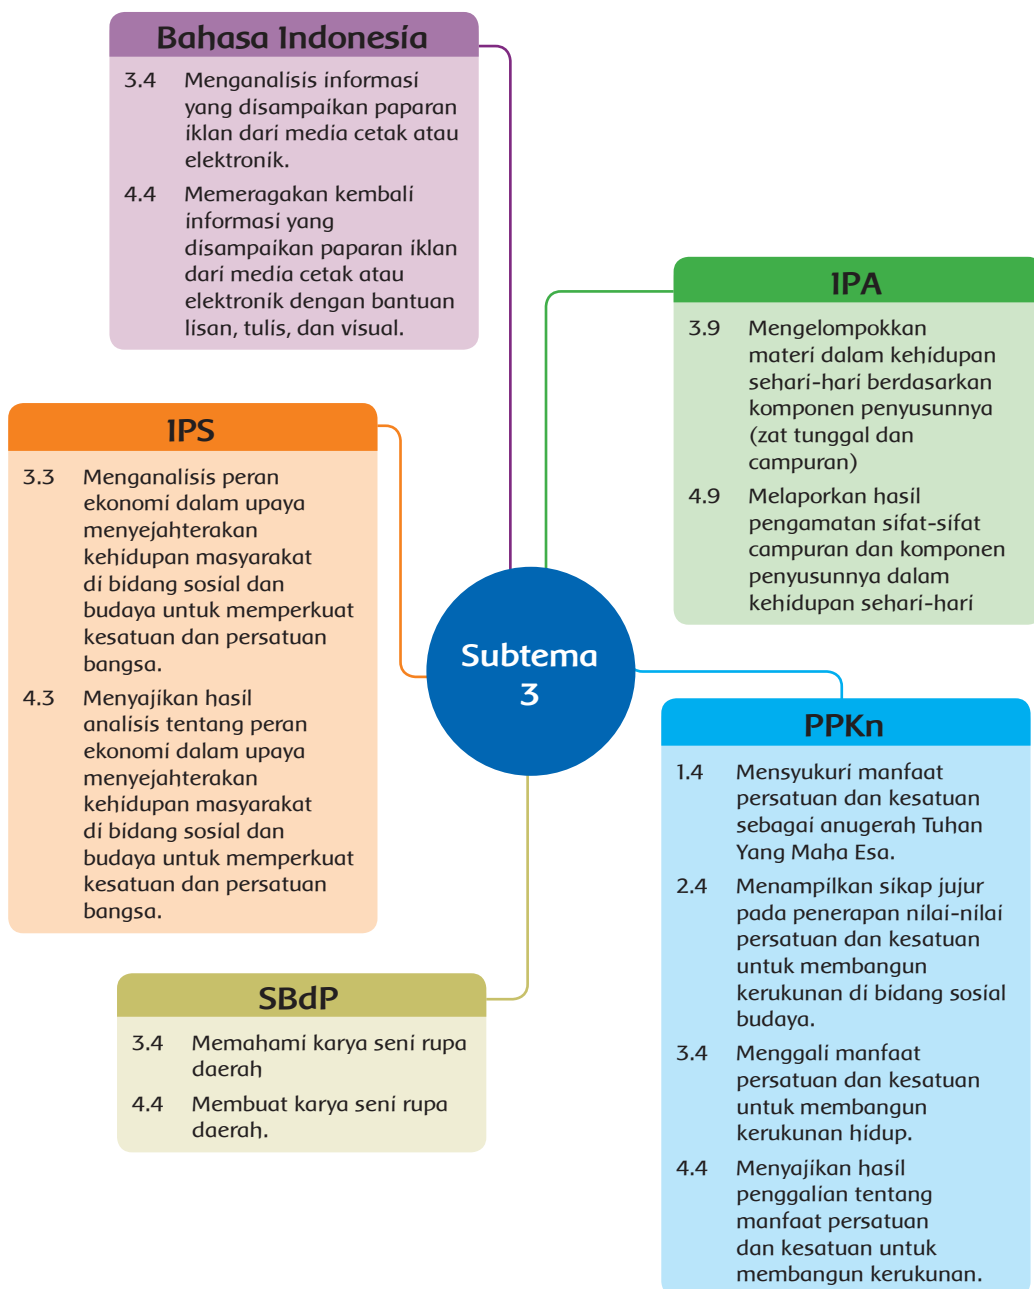 Bahasa Indonesia
3.4 Menganalisis informasi
yang disampaikan paparan
iklan dari media cetak atau
elektronik.
4.4 Memeragakan kembali
informasi yang
disampaikan paparan iklan
dari media cetak atau
elektronik dengan bantuan
lisan, tulis, dan visual.
IPA
3.9 Mengelompokkan
materi dalam kehidupan
sehari-hari berdasarkan
komponen penyusunnya
(zat tunggal dan
campuran)
4.9 Melaporkan hasil
pengamatan sifat-sifat
campuran dan komponen
penyusunnya dalam
kehidupan sehari-hari
IPS
3.3 Menganalisis peran
ekonomi dalam upaya
menyejahterakan
kehidupan masyarakat
di bidang sosial dan
budaya untuk memperkuat
kesatuan dan persatuan
bangsa.
4.3 Menyajikan hasil
analisis tentang peran
ekonomi dalam upaya
menyejahterakan
kehidupan masyarakat
di bidang sosial dan
budaya untuk memperkuat
kesatuan dan persatuan
bangsa.
Subtema
3
PPKn
1.4 Mensyukuri manfaat
persatuan dan kesatuan
sebagai anugerah Tuhan
Yang Maha Esa.
2.4 Menampilkan sikap jujur
pada penerapan nilai-nilai
persatuan dan kesatuan
untuk membangun
kerukunan di bidang sosial
budaya.
3.4 Menggali manfaat
persatuan dan kesatuan
untuk membangun
kerukunan hidup.
4.4 Menyajikan hasil
penggalian tentang
manfaat persatuan
dan kesatuan untuk
membangun kerukunan.
SBdP
3.4 Memahami karya seni rupa
daerah
4.4 Membuat karya seni rupa
daerah.